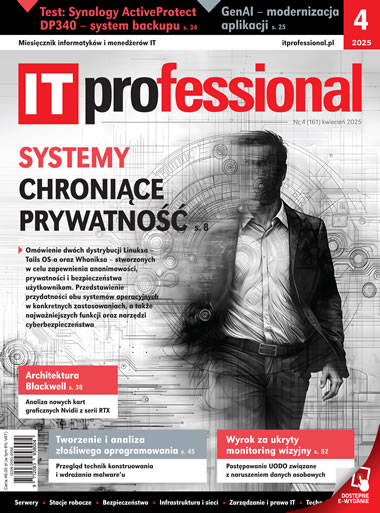 Test: Synology ActiveProtect
DP340 – system backupu s. 34
GenAI – modernizacja
aplikacji s. 25
4
2025
Miesięcznik informatyków i menedżerów IT
itprofessional.pl
IT professional
Nr 4 (161) kwiecień 2025
SYSTEMY
CHRONIĄCE
PRYWATNOŚĆ s. 8
Omówienie dwóch dystrybucji Linuksa –
Tails OS-a oraz Whoniksa – stworzonych
w celu zapewnienia anonimowości,
prywatności i bezpieczeństwa
użytkownikom. Przedstawienie
przydatności obu systemów operacyjnych
w konkretnych zastosowaniach, a także
najważniejszych funkcji oraz narzędzi
cyberbezpieczeństwa
Architektura
Blackwell s. 38
Analiza nowych kart
graficznych Nvidii z serii RTX
Tworzenie i analiza
złośliwego oprogramowania s. 45
Przegląd technik konstruowania
i wdrażania malware'u
Wyrok za ukryty
monitoring wizyjny s. 52
Postępowanie UODO związane
z naruszeniem danych osobowych
DOSTĘPNE
E-WYDANIE
Serwery • Stacje robocze • Bezpieczeństwo • Infrastruktura i sieci • Zarządzanie i prawo IT